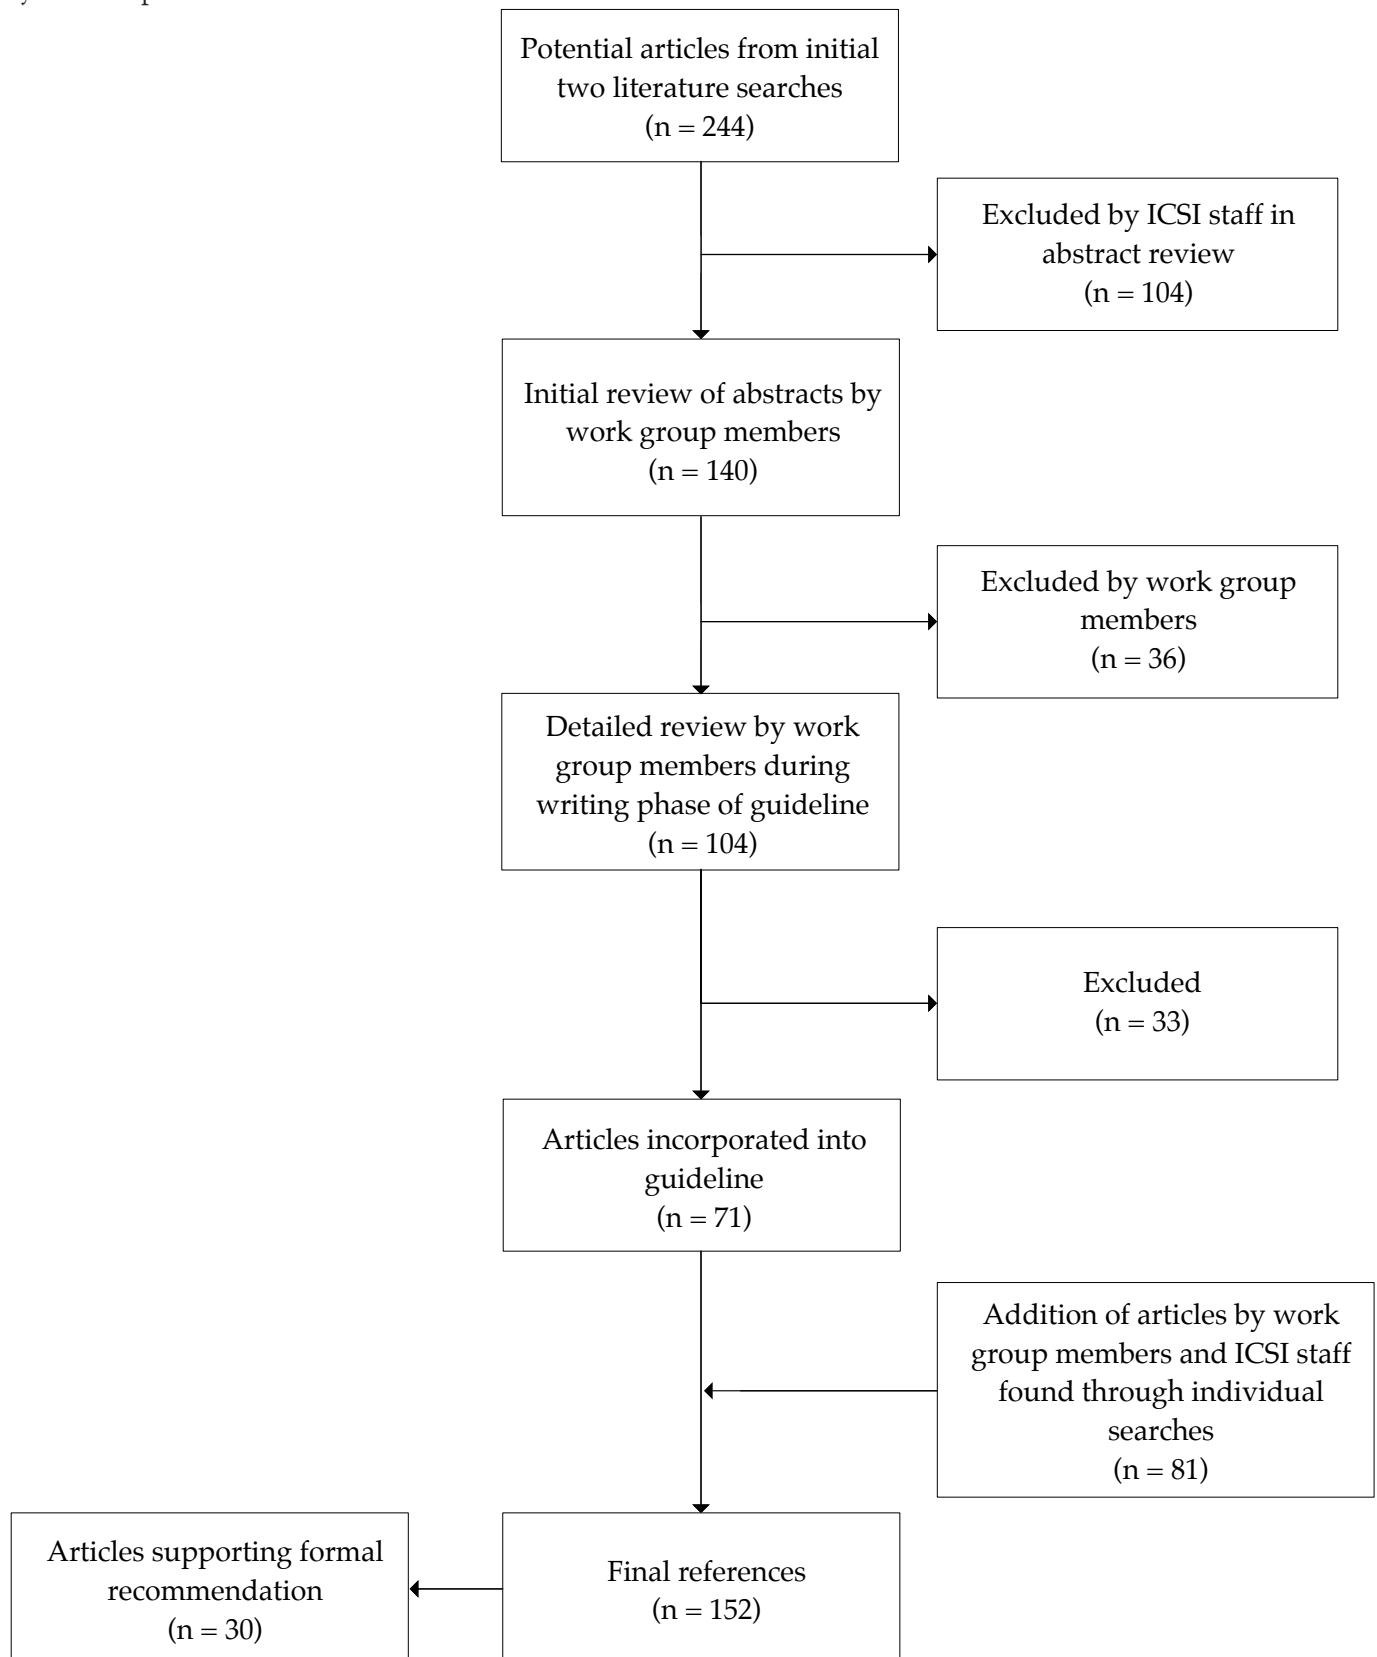 Potential articles from initial
two literature searches
(n = 244)
Excluded by ICSI staff in
abstract review
(n = 104)
Initial review of abstracts by
work group members
(n = 140)
Excluded by work group
members
(n = 36)
Detailed review by work
group members during
writing phase of guideline
(n = 104)
Excluded
(n = 33)
Articles incorporated into
guideline
(n = 71)
Addition of articles by work
group members and ICSI staff
found through individual
searches
(n = 81)
Articles supporting formal
recommendation
(n = 30)
Final references
(n = 152)